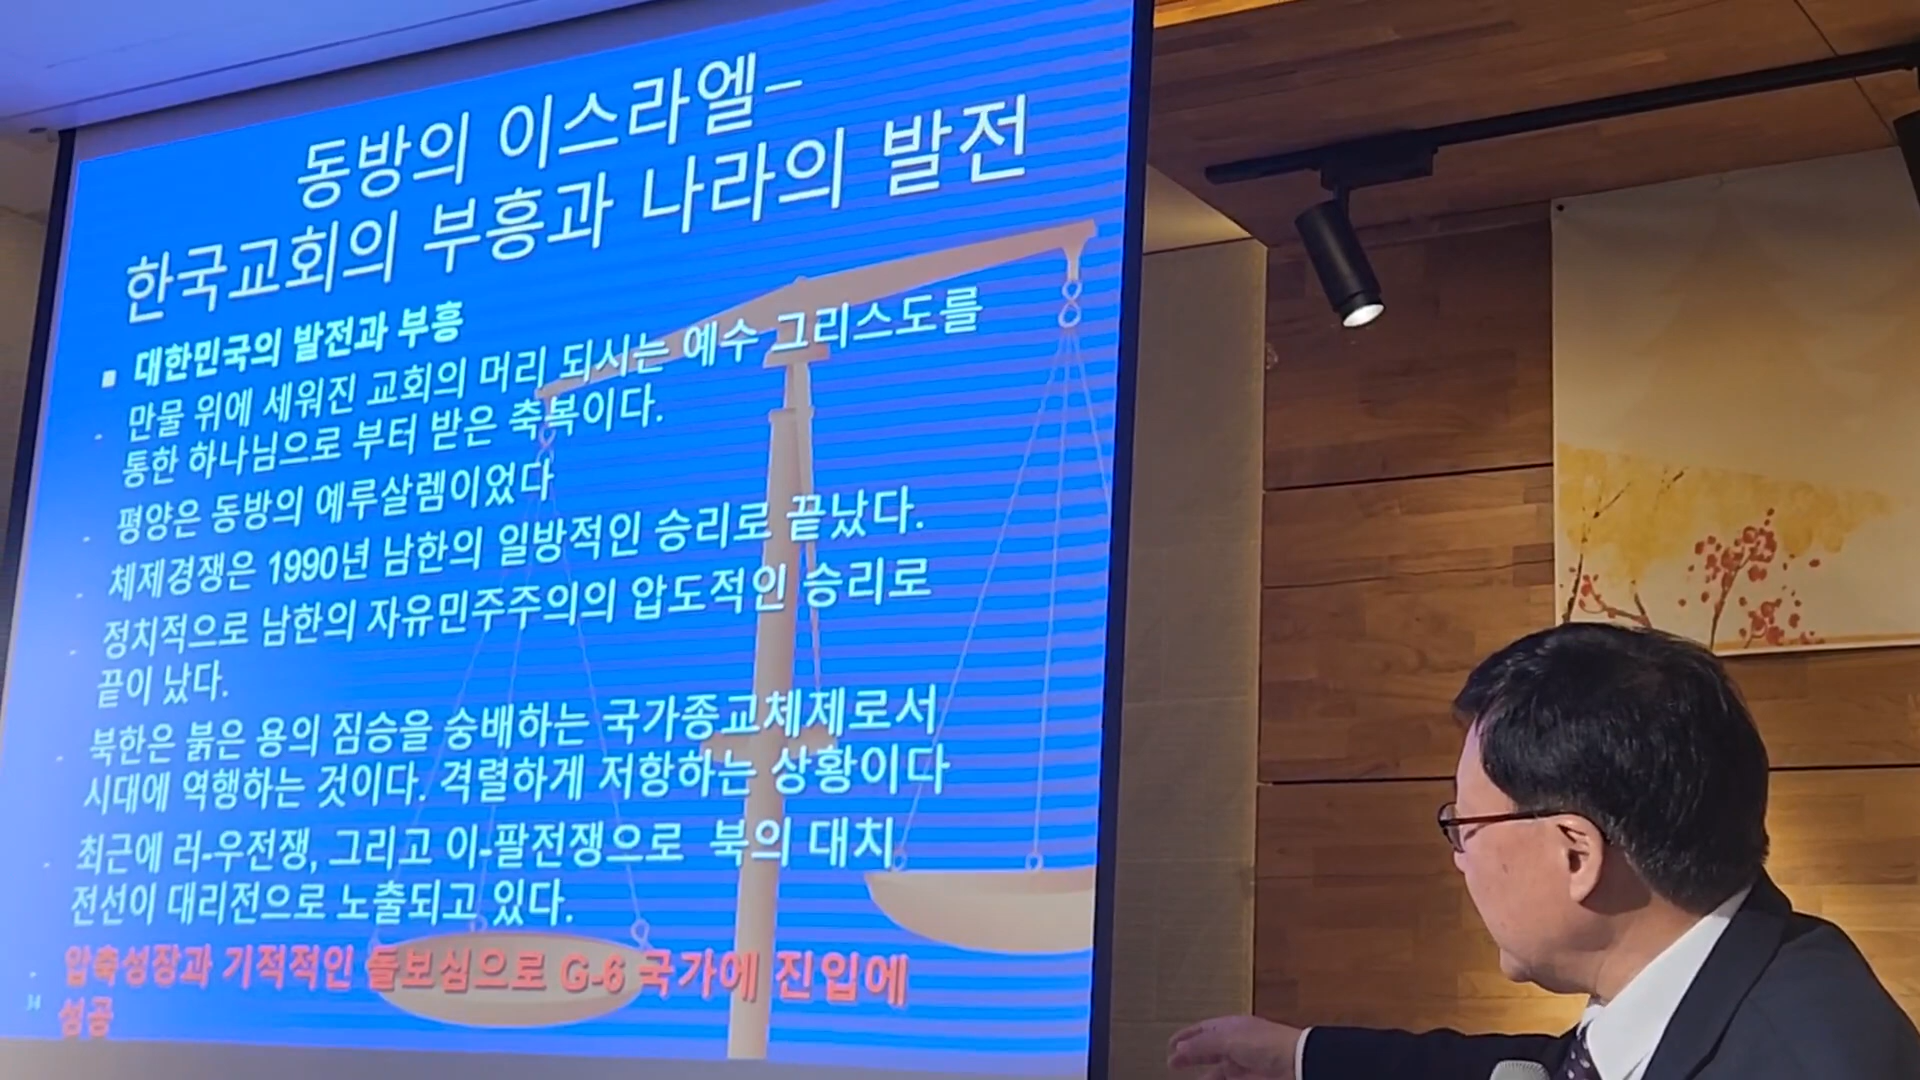 동방의 이스라엘–
한국교회의 부흥과 나라의 발전
■ 대한민국의 발전과 부흥
- 만물 위에 세워진 교회의 머리 되시는 예수 그리스도를
통한 하나님으로 부터 받은 축복이다.
- 평양은 동방의 예루살렘이었다
- 체제경쟁은 1990년 남한의 일방적인 승리로 끝났다.
- 정치적으로 남한의 자유민주주의의 압도적인 승리로
끝이 났다.
- 북한은 붉은 용의 짐승을 숭배하는 국가종교체제로서
시대에 역행하는 것이다. 격렬하게 저항하는 상황이다
- 최근에 러-우전쟁, 그리고 이-팔전쟁으로 북의 대치
전선이 대리전으로 노출되고 있다.
- 압축성장과 기적적인 돌보심으로 G-6 국가에 진입에
성공
34